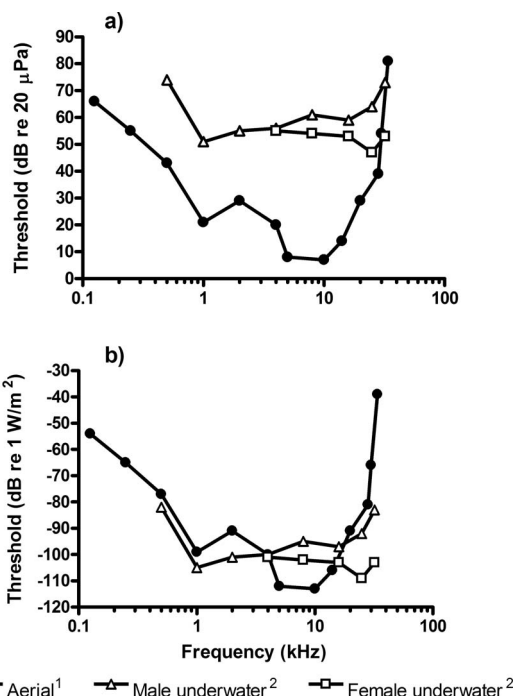 a)
Threshold (dB re 20 µPa)
90
80
70
60
50
40
30
20
10
0
0.1 1 10 100
b)
Threshold (dB re 1 W/m²)
-30
-40
-50
-60
-70
-80
-90
-100
-110
-120
0.1 1 10 100
Frequency (kHz)
Aerial¹ Male underwater² Female underwater²